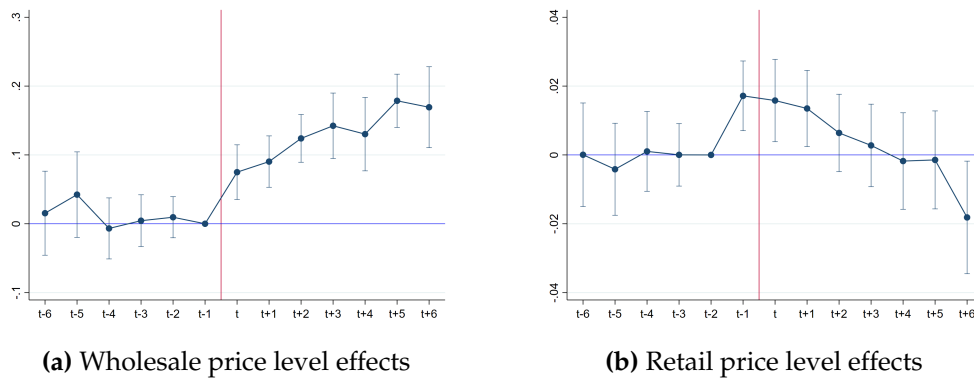 .3
.2
.1
0
-.1
t-6 t-5 t-4 t-3 t-2 t-1 t t+1 t+2 t+3 t+4 t+5 t+6
(a) Wholesale price level effects
.04
.02
0
-.02
-.04
t-6 t-5 t-4 t-3 t-2 t-1 t t+1 t+2 t+3 t+4 t+5 t+6
(b) Retail price level effects